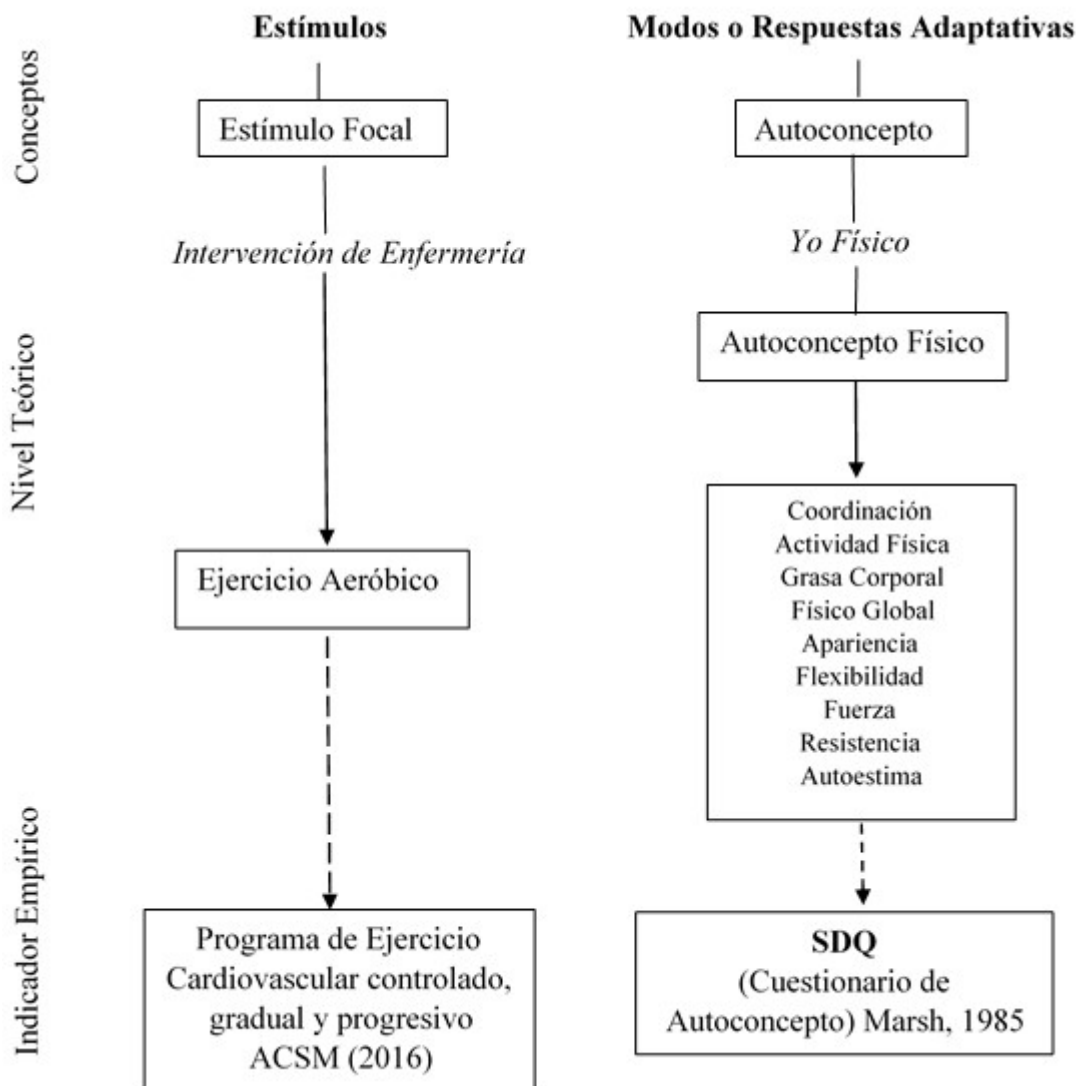 Estímulos
Modos o Respuestas Adaptativas
Conceptos
Estímulo Focal
Autoconcepto
Intervención de Enfermería
Yo Físico
Nivel Teórico
Autoconcepto Físico
Ejercicio Aeróbico
Coordinación
Actividad Física
Grasa Corporal
Físico Global
Apariencia
Flexibilidad
Fuerza
Resistencia
Autoestima
Indicador Empírico
Programa de Ejercicio
Cardiovascular controlado,
gradual y progresivo
ACSM (2016)
SDQ
(Cuestionario de
Autoconcepto) Marsh, 1985